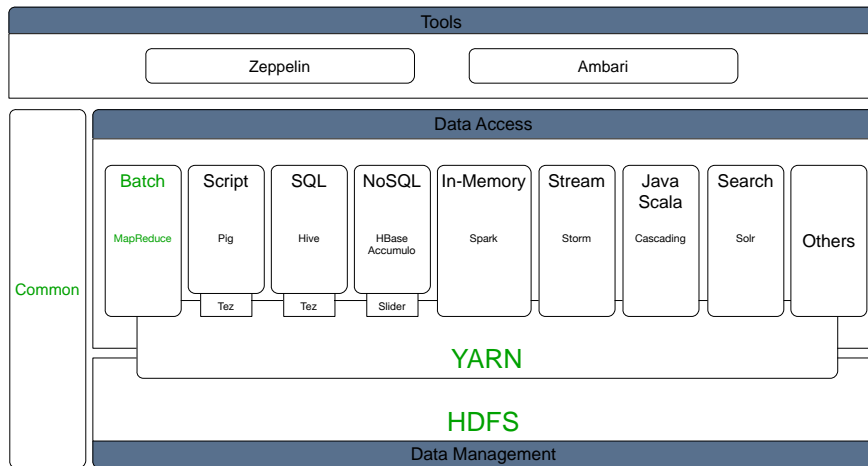 Tools
Zeppelin
Ambari
Common
Data Access
Batch
MapReduce
Script
Pig
Tez
SQL
Hive
Tez
NoSQL
HBase
Accumulo
Slider
In-Memory
Spark
Stream
Storm
Java
Scala
Cascading
Search
Solr
Others
YARN
HDFS
Data Management